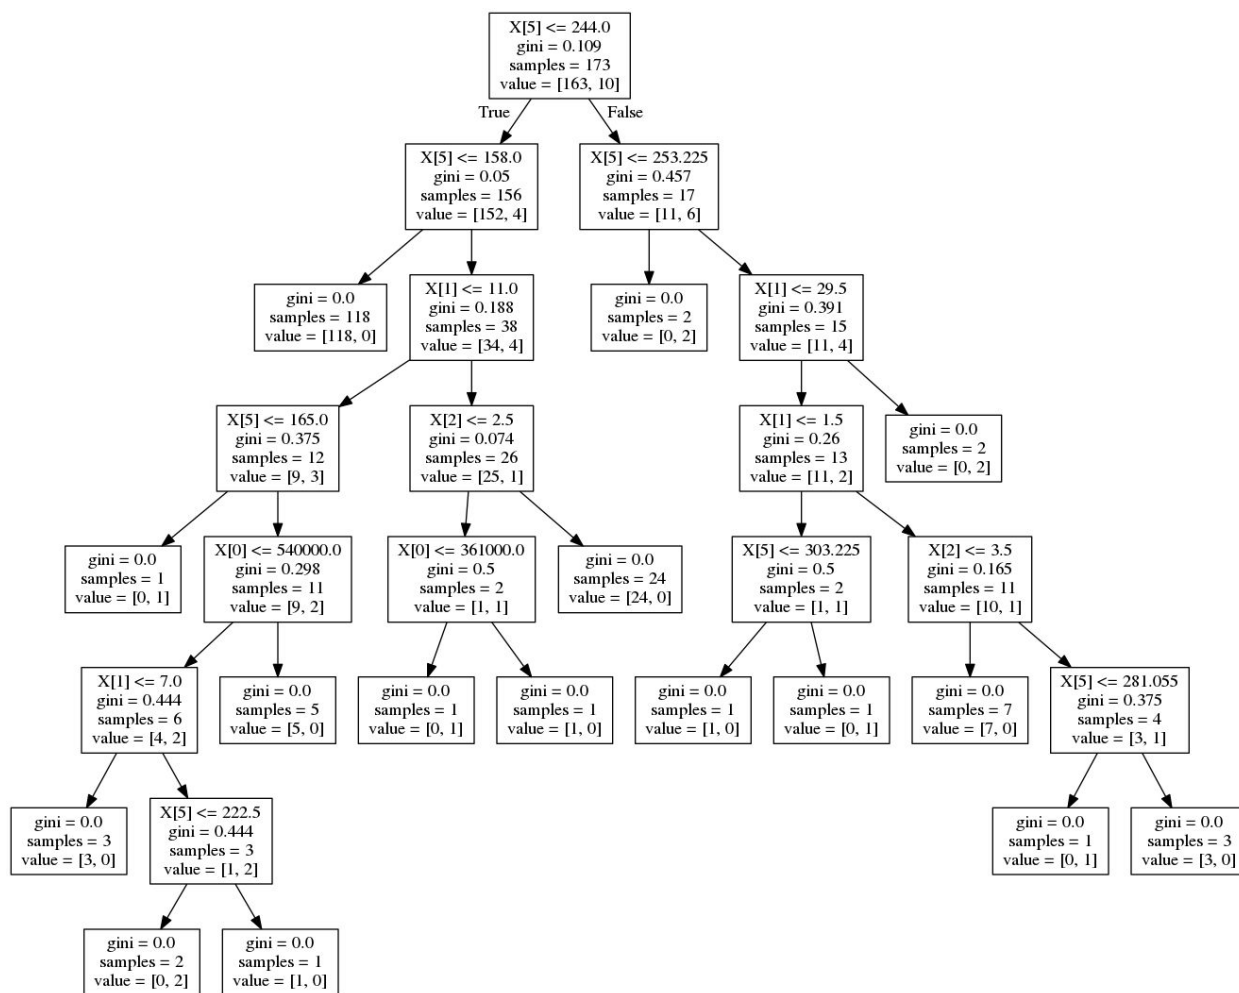 X[5] <= 244.0
gini = 0.109
samples = 173
value = [163, 10]
True
False
X[5] <= 158.0
gini = 0.05
samples = 156
value = [152, 4]
X[5] <= 253.225
gini = 0.457
samples = 17
value = [11, 6]
gini = 0.0
samples = 118
value = [118, 0]
X[1] <= 11.0
gini = 0.188
samples = 38
value = [34, 4]
gini = 0.0
samples = 2
value = [0, 2]
X[1] <= 29.5
gini = 0.391
samples = 15
value = [11, 4]
X[5] <= 165.0
gini = 0.375
samples = 12
value = [9, 3]
X[2] <= 2.5
gini = 0.074
samples = 26
value = [25, 1]
X[1] <= 1.5
gini = 0.26
samples = 13
value = [11, 2]
gini = 0.0
samples = 2
value = [0, 2]
gini = 0.0
samples = 1
value = [0, 1]
X[0] <= 540000.0
gini = 0.298
samples = 11
value = [9, 2]
X[0] <= 361000.0
gini = 0.5
samples = 2
value = [1, 1]
gini = 0.0
samples = 24
value = [24, 0]
X[5] <= 303.225
gini = 0.5
samples = 2
value = [1, 1]
X[2] <= 3.5
gini = 0.165
samples = 11
value = [10, 1]
X[1] <= 7.0
gini = 0.444
samples = 6
value = [4, 2]
gini = 0.0
samples = 5
value = [5, 0]
gini = 0.0
samples = 1
value = [0, 1]
gini = 0.0
samples = 1
value = [1, 0]
gini = 0.0
samples = 1
value = [1, 0]
gini = 0.0
samples = 1
value = [0, 1]
gini = 0.0
samples = 7
value = [7, 0]
X[5] <= 281.055
gini = 0.375
samples = 4
value = [3, 1]
gini = 0.0
samples = 3
value = [3, 0]
X[5] <= 222.5
gini = 0.444
samples = 3
value = [1, 2]
gini = 0.0
samples = 1
value = [0, 1]
gini = 0.0
samples = 3
value = [3, 0]
gini = 0.0
samples = 2
value = [0, 2]
gini = 0.0
samples = 1
value = [1, 0]